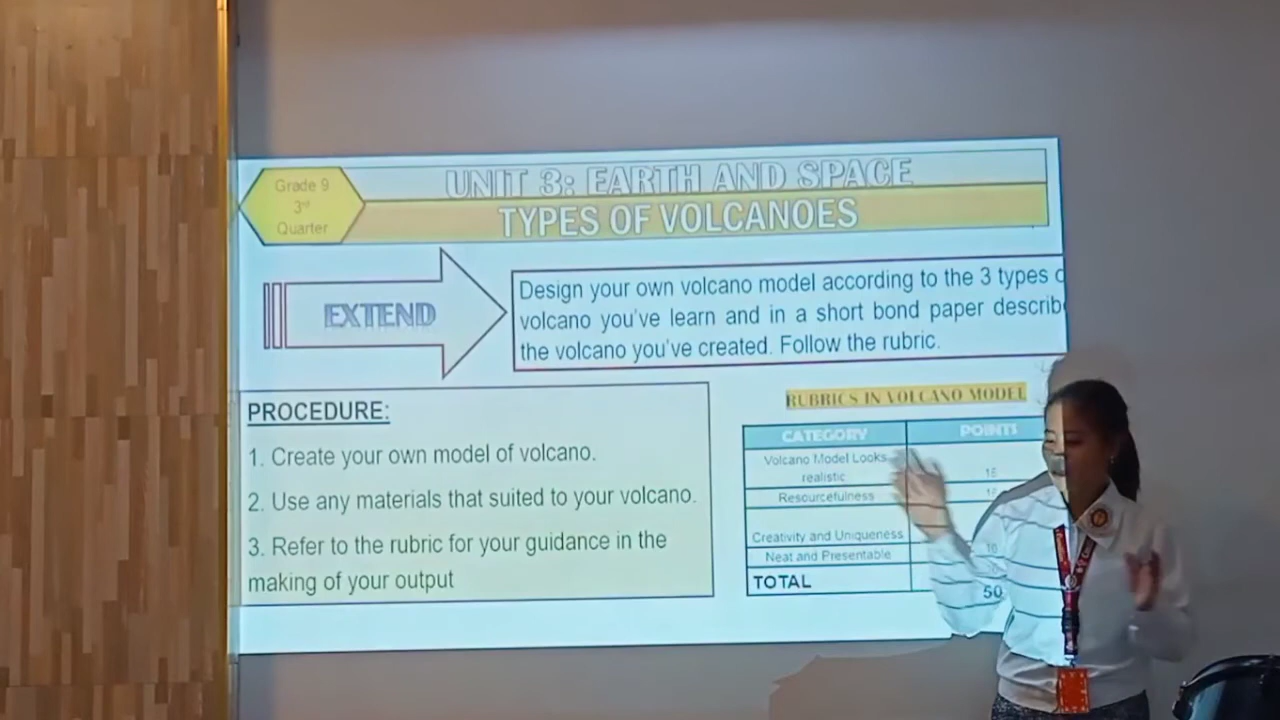 Grade 9
3rd
Quarter
UNIT 3: EARTH AND SPACE
TYPES OF VOLCANOES
EXTEND
Design your own volcano model according to the 3 types
volcano you've learn and in a short bond paper describ
the volcano you've created. Follow the rubric.
PROCEDURE:
1. Create your own model of volcano.
2. Use any materials that suited to your volcano.
3. Refer to the rubric for your guidance in the
making of your output
RUBRICS IN VOLCANO MODEL
CATEGORY POINTS
Volcano Model Looks
realistic
Resourcefulness
Creativity and Uniqueness
Neat and Presentable
TOTAL 50